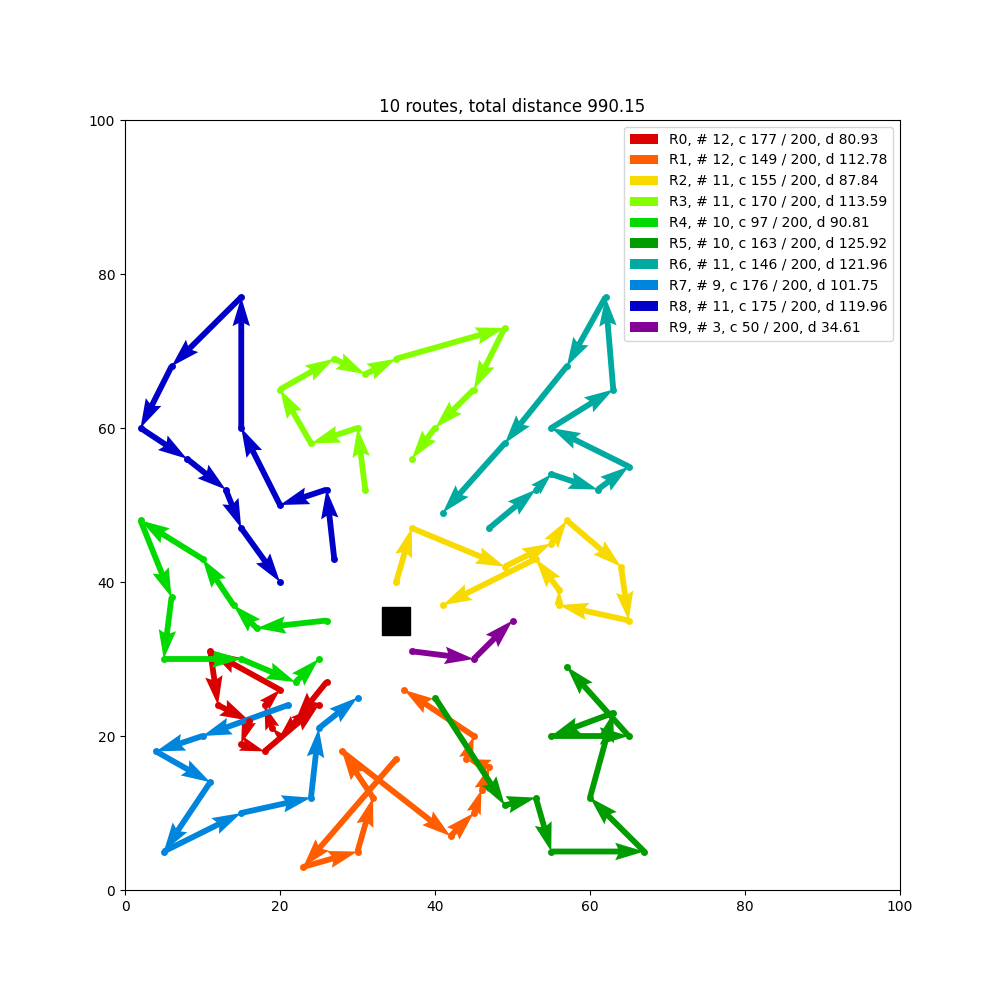 10 routes, total distance 990.15
R0, # 12, c 177 / 200, d 80.93
R1, # 12, c 149 / 200, d 112.78
R2, # 11, c 155 / 200, d 87.84
R3, # 11, c 170 / 200, d 113.59
R4, # 10, c 97 / 200, d 90.81
R5, # 10, c 163 / 200, d 125.92
R6, # 11, c 146 / 200, d 121.96
R7, # 9, c 176 / 200, d 101.75
R8, # 11, c 175 / 200, d 119.96
R9, # 3, c 50 / 200, d 34.61
100
80
60
40
20
0
0 20 40 60 80 100